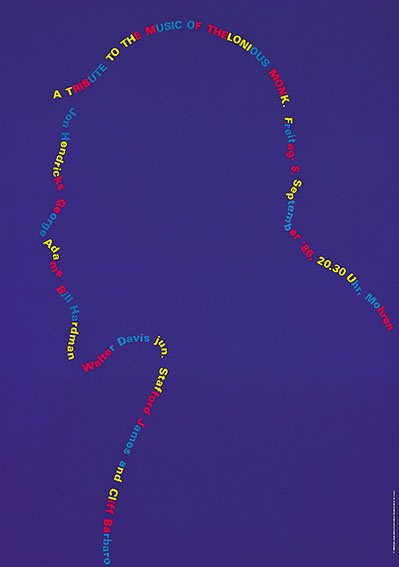 A TRIBUTE TO THE MUSIC OF THELONIOUS MONK. Freitag, 5. September '86, 20.30 Uhr, Mohren
Jon Hendricks George Adams Bill Hardman
Walter Davis jun. Stafford James and Cliff Barbaro